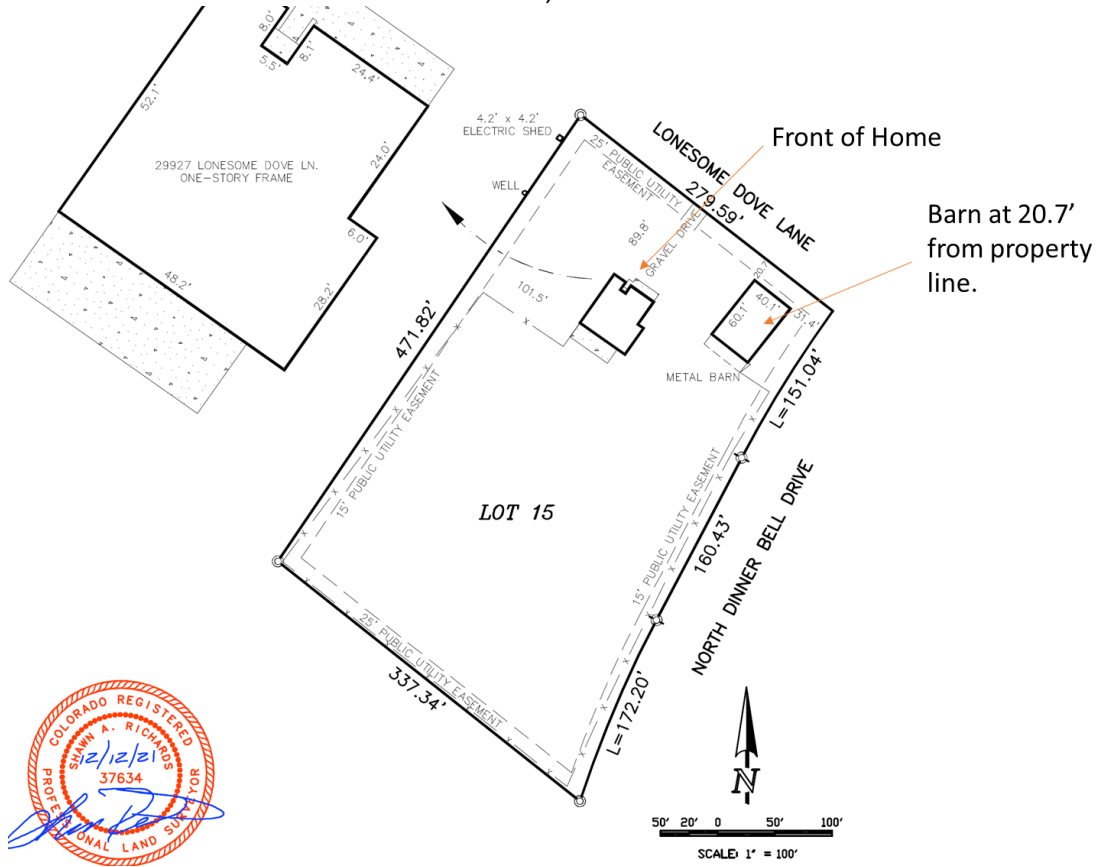 8.0'
8.1'
5.5'
24.4'
52.1'
24.0'
29927 LONESOME DOVE LN.
ONE-STORY FRAME
6.0'
48.2'
28.2'
4.2' x 4.2'
ELECTRIC SHED
WELL
25' PUBLIC UTILITY
EASEMENT
LONESOME DOVE LANE
279.59'
Front of Home
Barn at 20.7'
from property
line.
89.8'
GRAVEL DRIVE
20.7'
40.1'
60.1'
31.4'
101.5'
METAL BARN
471.82'
15' PUBLIC UTILITY EASEMENT
L=151.04'
LOT 15
15' PUBLIC UTILITY EASEMENT
160.43'
NORTH DINNER BELL DRIVE
25' PUBLIC UTILITY EASEMENT
337.34'
L=172.20'
COLORADO REGISTERED
SHAWN A. RICHARDS
12/12/21
37634
PROFESSIONAL LAND SURVEYOR
N
50' 20' 0 50' 100'
SCALE: 1" = 100'